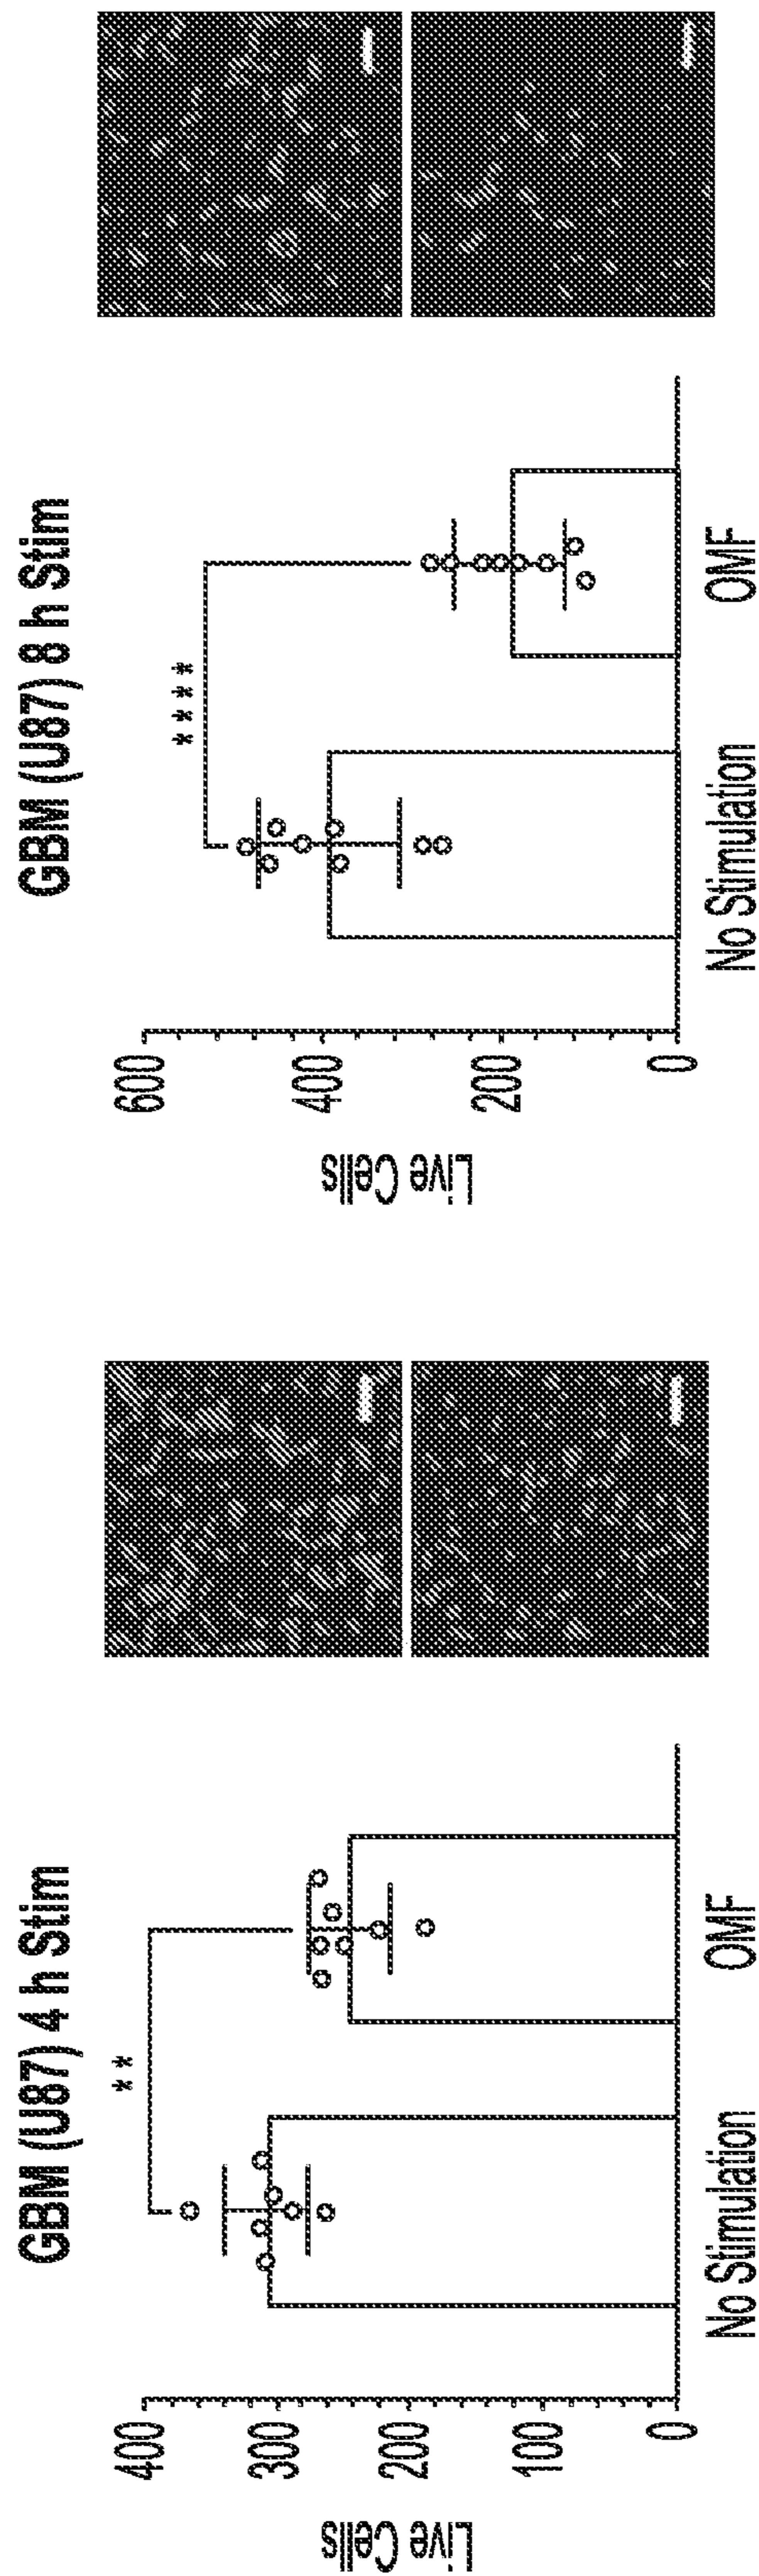 GBM (U87) 4 h Stim
Live Cells
400
300
200
100
0
**
No Stimulation
OMF
GBM (U87) 8 h Stim
Live Cells
600
400
200
0
****
No Stimulation
OMF